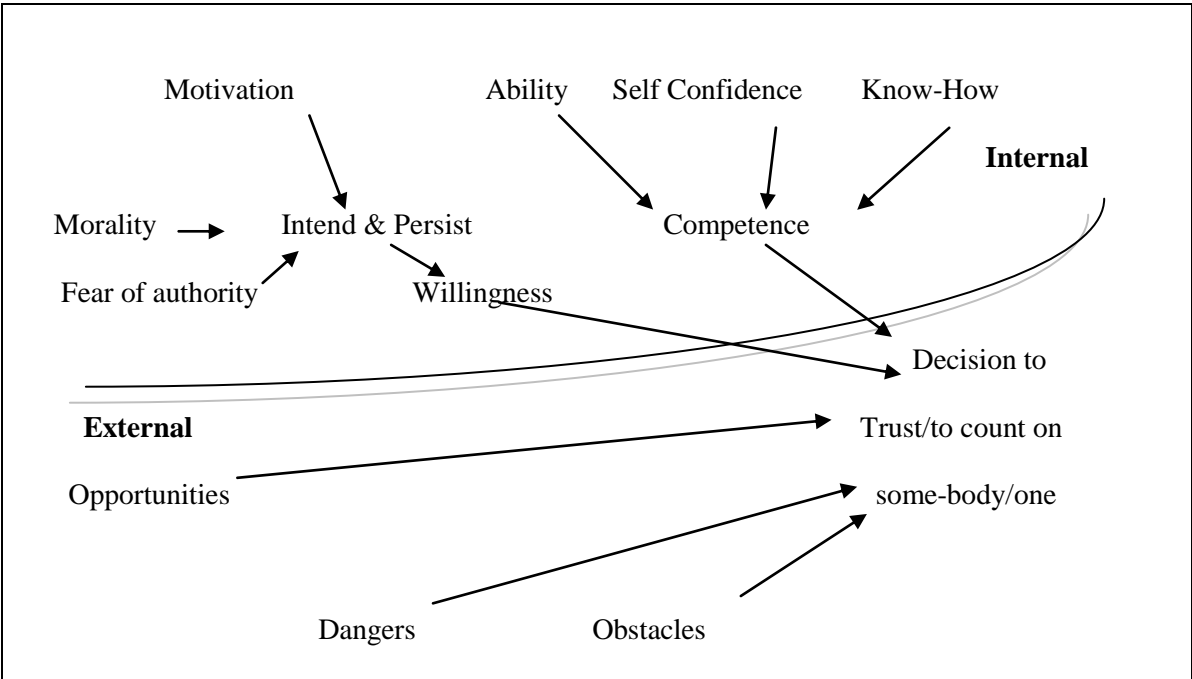 Motivation Ability Self Confidence Know-How
Internal
Morality Intend & Persist Competence
Fear of authority Willingness
Decision to
External Trust/to count on
Opportunities some-body/one
Dangers Obstacles